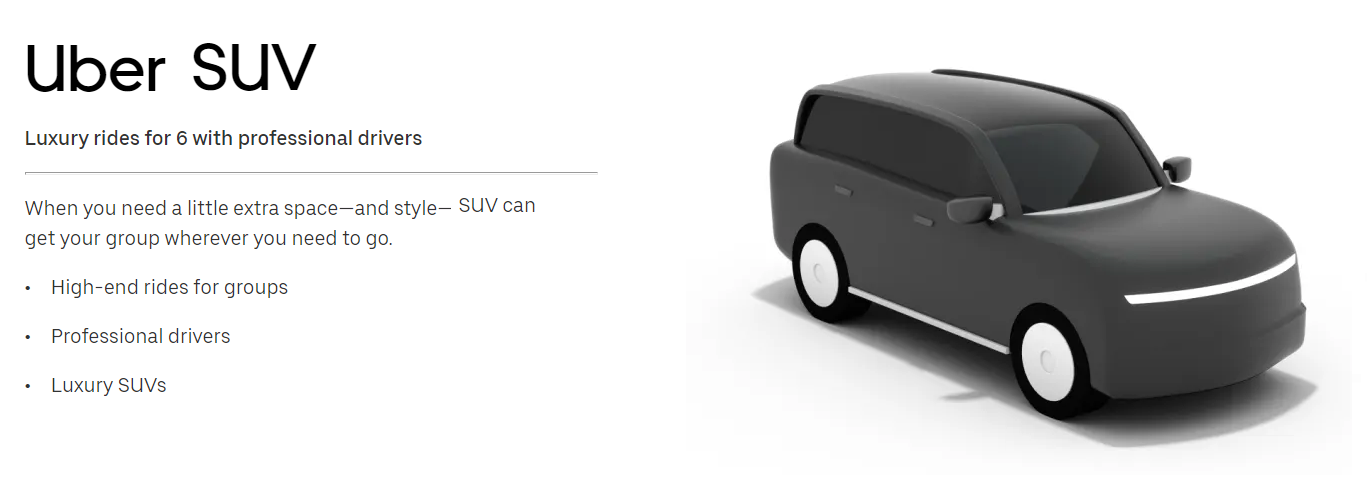 Uber SUV
Luxury rides for 6 with professional drivers
When you need a little extra space—and style— SUV can
get your group wherever you need to go.
• High-end rides for groups
• Professional drivers
• Luxury SUVs